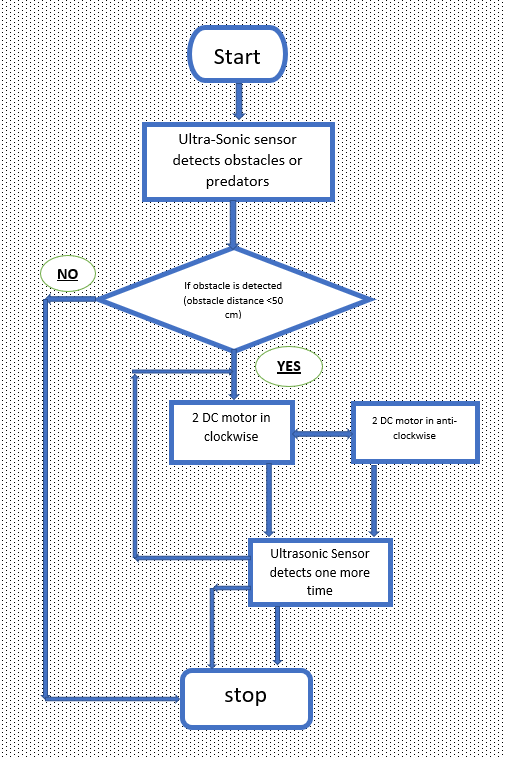 Start
Ultra-Sonic sensor
detects obstacles or
predators
NO
If obstacle is detected
(obstacle distance <50
cm)
YES
2 DC motor in
clockwise
2 DC motor in anti-
clockwise
Ultrasonic Sensor
detects one more
time
stop